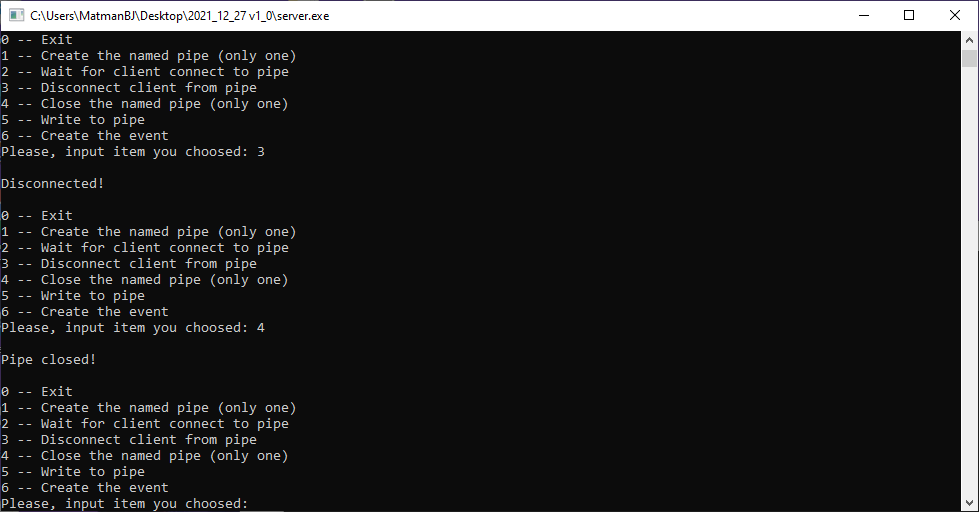 C:\Users\MatmanBJ\Desktop\2021_12_27 v1_0\server.exe
0 -- Exit
1 -- Create the named pipe (only one)
2 -- Wait for client connect to pipe
3 -- Disconnect client from pipe
4 -- Close the named pipe (only one)
5 -- Write to pipe
6 -- Create the event
Please, input item you choosed: 3
Disconnected!
0 -- Exit
1 -- Create the named pipe (only one)
2 -- Wait for client connect to pipe
3 -- Disconnect client from pipe
4 -- Close the named pipe (only one)
5 -- Write to pipe
6 -- Create the event
Please, input item you choosed: 4
Pipe closed!
0 -- Exit
1 -- Create the named pipe (only one)
2 -- Wait for client connect to pipe
3 -- Disconnect client from pipe
4 -- Close the named pipe (only one)
5 -- Write to pipe
6 -- Create the event
Please, input item you choosed: